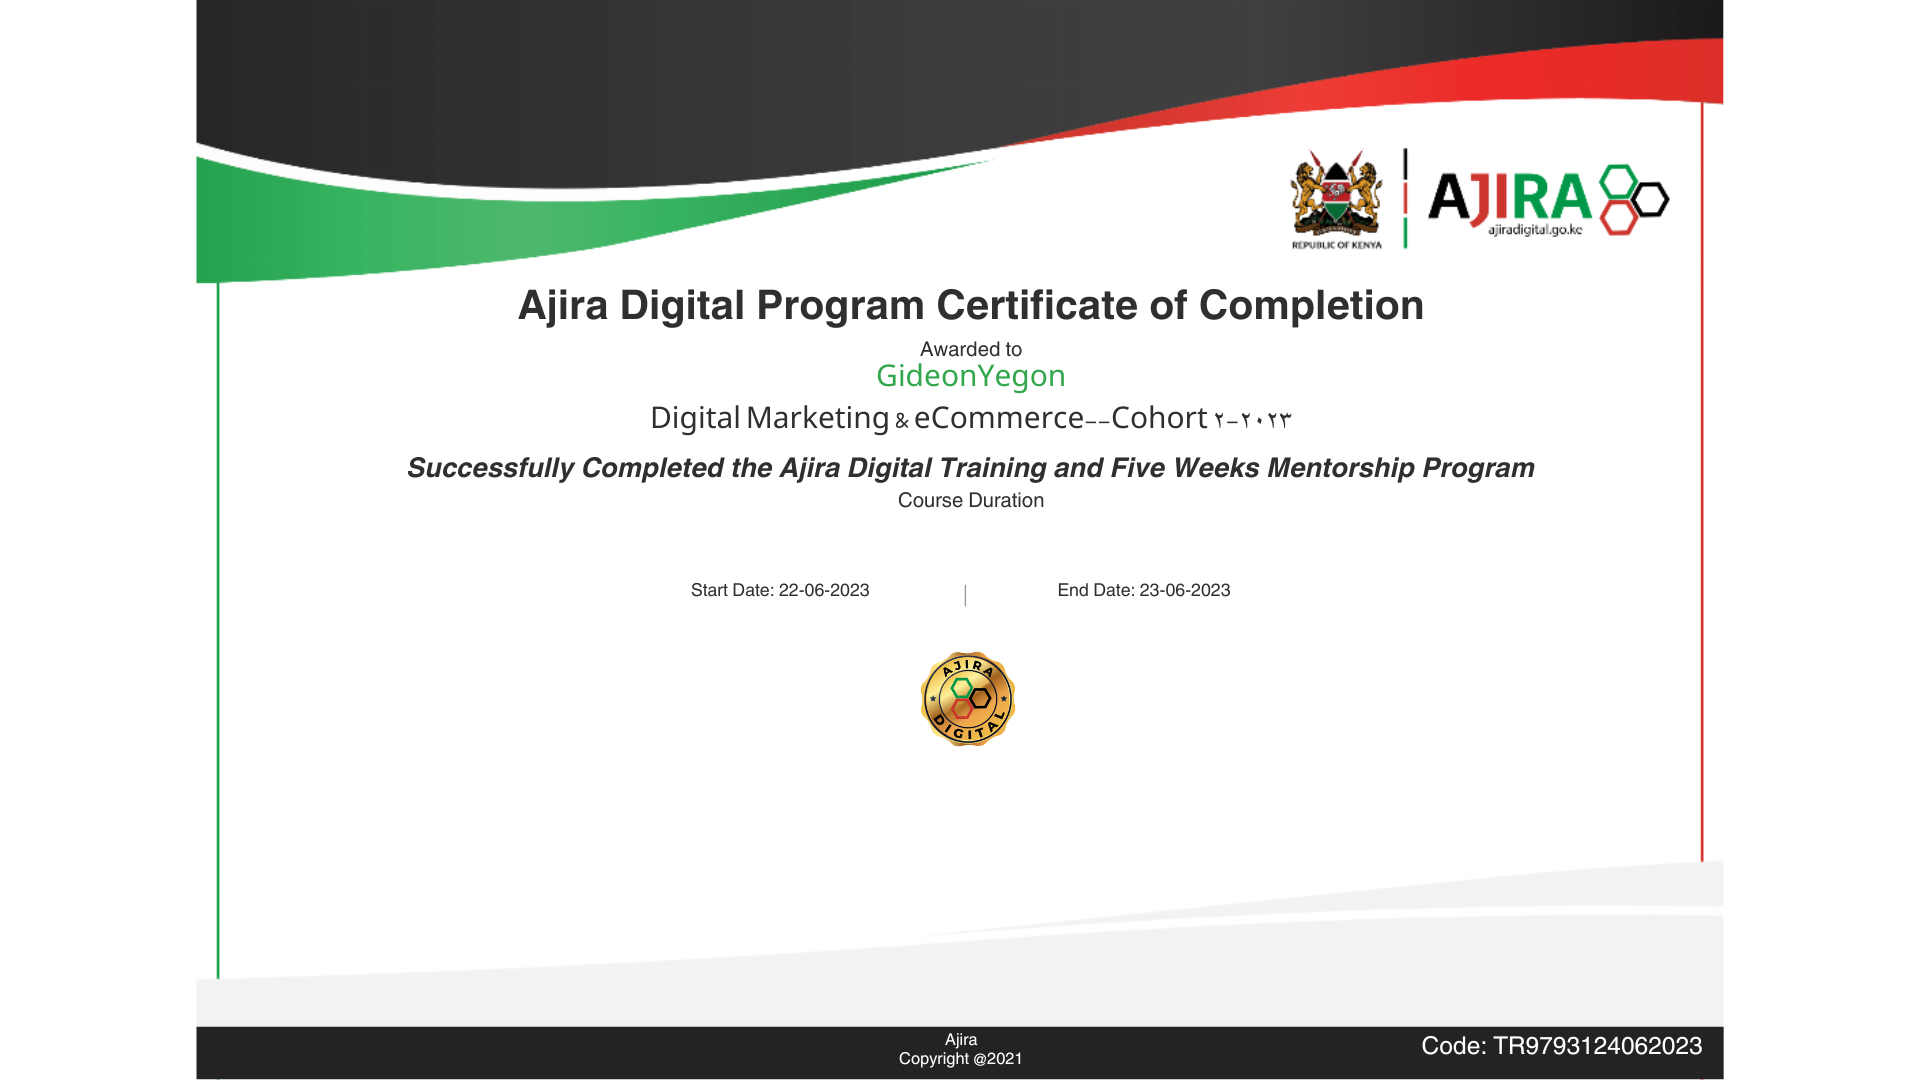 REPUBLIC OF KENYA
AJIRA
ajiradigital.go.ke
Ajira Digital Program Certificate of Completion
Awarded to
GideonYegon
Digital Marketing & eCommerce--Cohort ٢-٢٠٢٣
Successfully Completed the Ajira Digital Training and Five Weeks Mentorship Program
Course Duration
Start Date: 22-06-2023 | End Date: 23-06-2023
AJIRA
DIGITAL
Ajira
Copyright @2021
Code: TR9793124062023